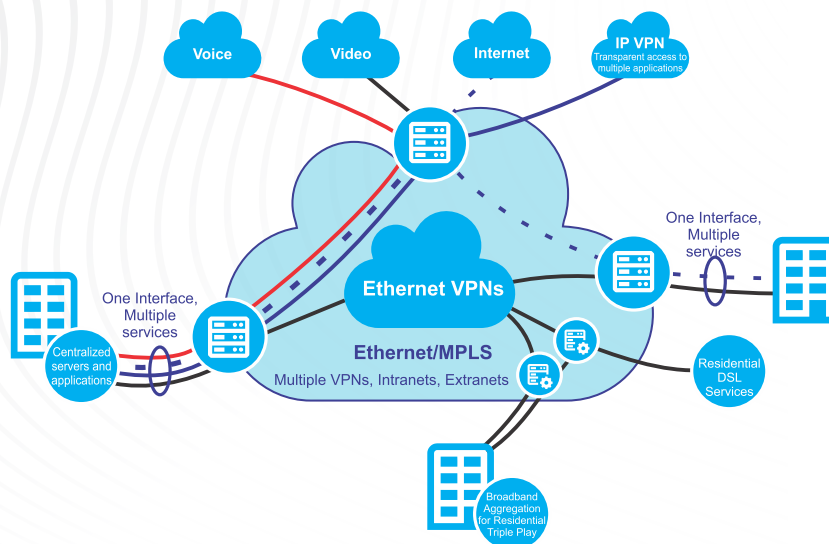 Voice
Video
Internet
IP VPN
Transparent access to
multiple applications
One Interface,
Multiple
services
Ethernet VPNs
One Interface,
Multiple
services
Centralized
servers and
applications
Ethernet/MPLS
Multiple VPNs, Intranets, Extranets
Residential
DSL
Services
Broadband
Aggregation
for Residential
Triple Play